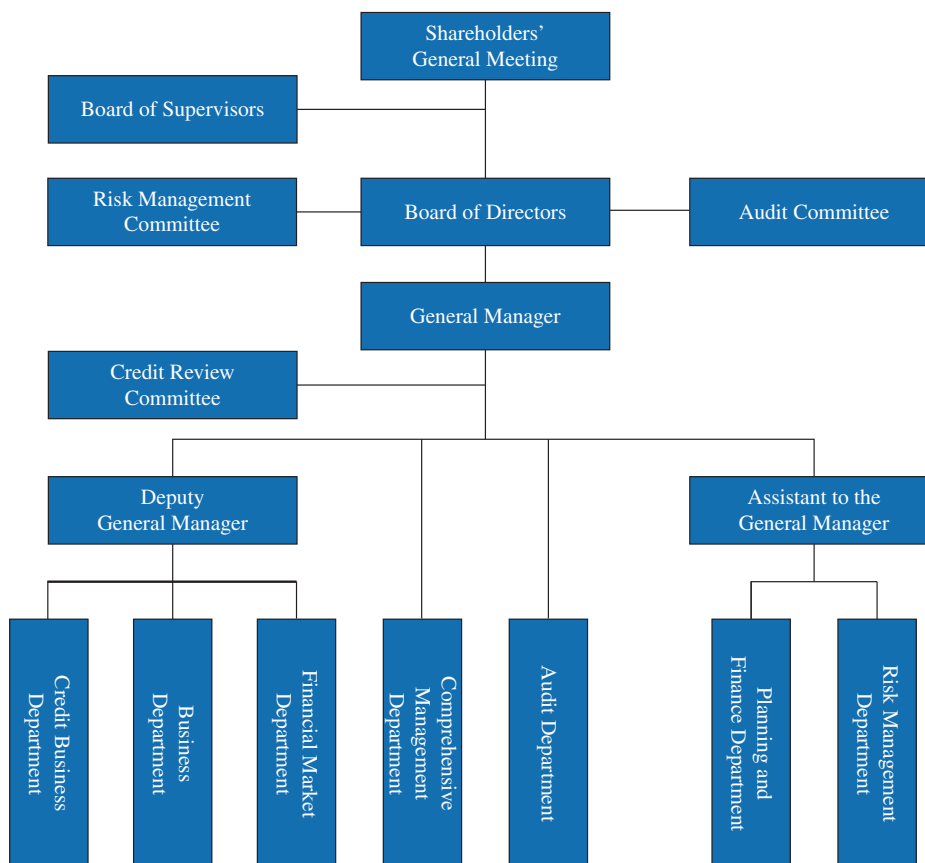 Shareholders’
General Meeting
Board of Supervisors
Risk Management
Committee
Board of Directors
Audit Committee
General Manager
Credit Review
Committee
Deputy
General Manager
Assistant to the
General Manager
Credit Business
Department
Business
Department
Financial Market
Department
Comprehensive
Management
Department
Audit Department
Planning and
Finance Department
Risk Management
Department